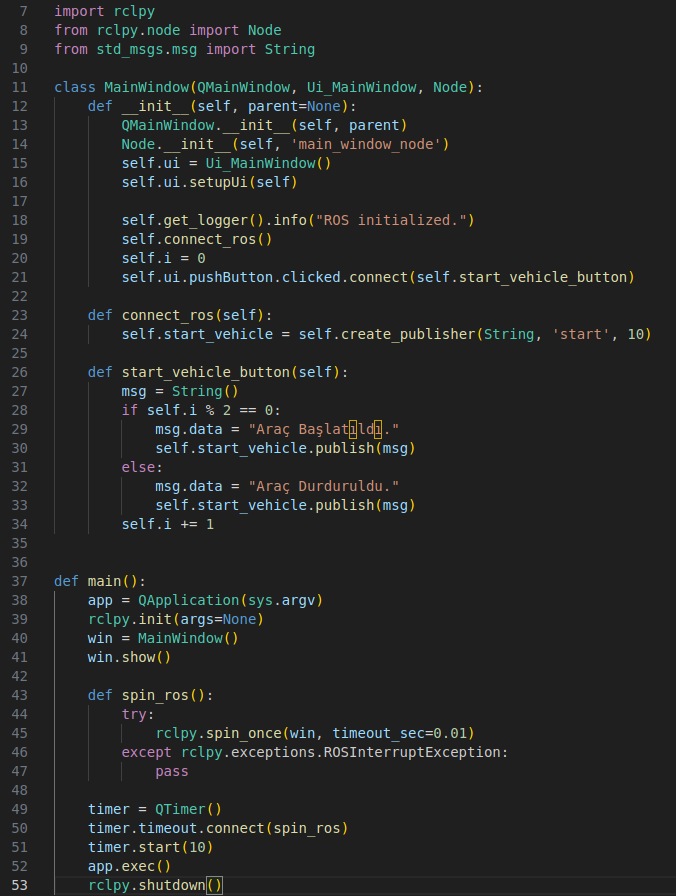 7 import rclpy
8 from rclpy.node import Node
9 from std_msgs.msg import String
10
11 class MainWindow(QMainWindow, Ui_MainWindow, Node):
12     def __init__(self, parent=None):
13         QMainWindow.__init__(self, parent)
14         Node.__init__(self, 'main_window_node')
15         self.ui = Ui_MainWindow()
16         self.ui.setupUi(self)
17
18         self.get_logger().info("ROS initialized.")
19         self.connect_ros()
20         self.i = 0
21         self.ui.pushButton.clicked.connect(self.start_vehicle_button)
22
23     def connect_ros(self):
24         self.start_vehicle = self.create_publisher(String, 'start', 10)
25
26     def start_vehicle_button(self):
27         msg = String()
28         if self.i % 2 == 0:
29             msg.data = "Araç Başlatıldı."
30             self.start_vehicle.publish(msg)
31         else:
32             msg.data = "Araç Durduruldu."
33             self.start_vehicle.publish(msg)
34         self.i += 1
35
36
37 def main():
38     app = QApplication(sys.argv)
39     rclpy.init(args=None)
40     win = MainWindow()
41     win.show()
42
43     def spin_ros():
44         try:
45             rclpy.spin_once(win, timeout_sec=0.01)
46         except rclpy.exceptions.ROSInterruptException:
47             pass
48
49     timer = QTimer()
50     timer.timeout.connect(spin_ros)
51     timer.start(10)
52     app.exec()
53     rclpy.shutdown()